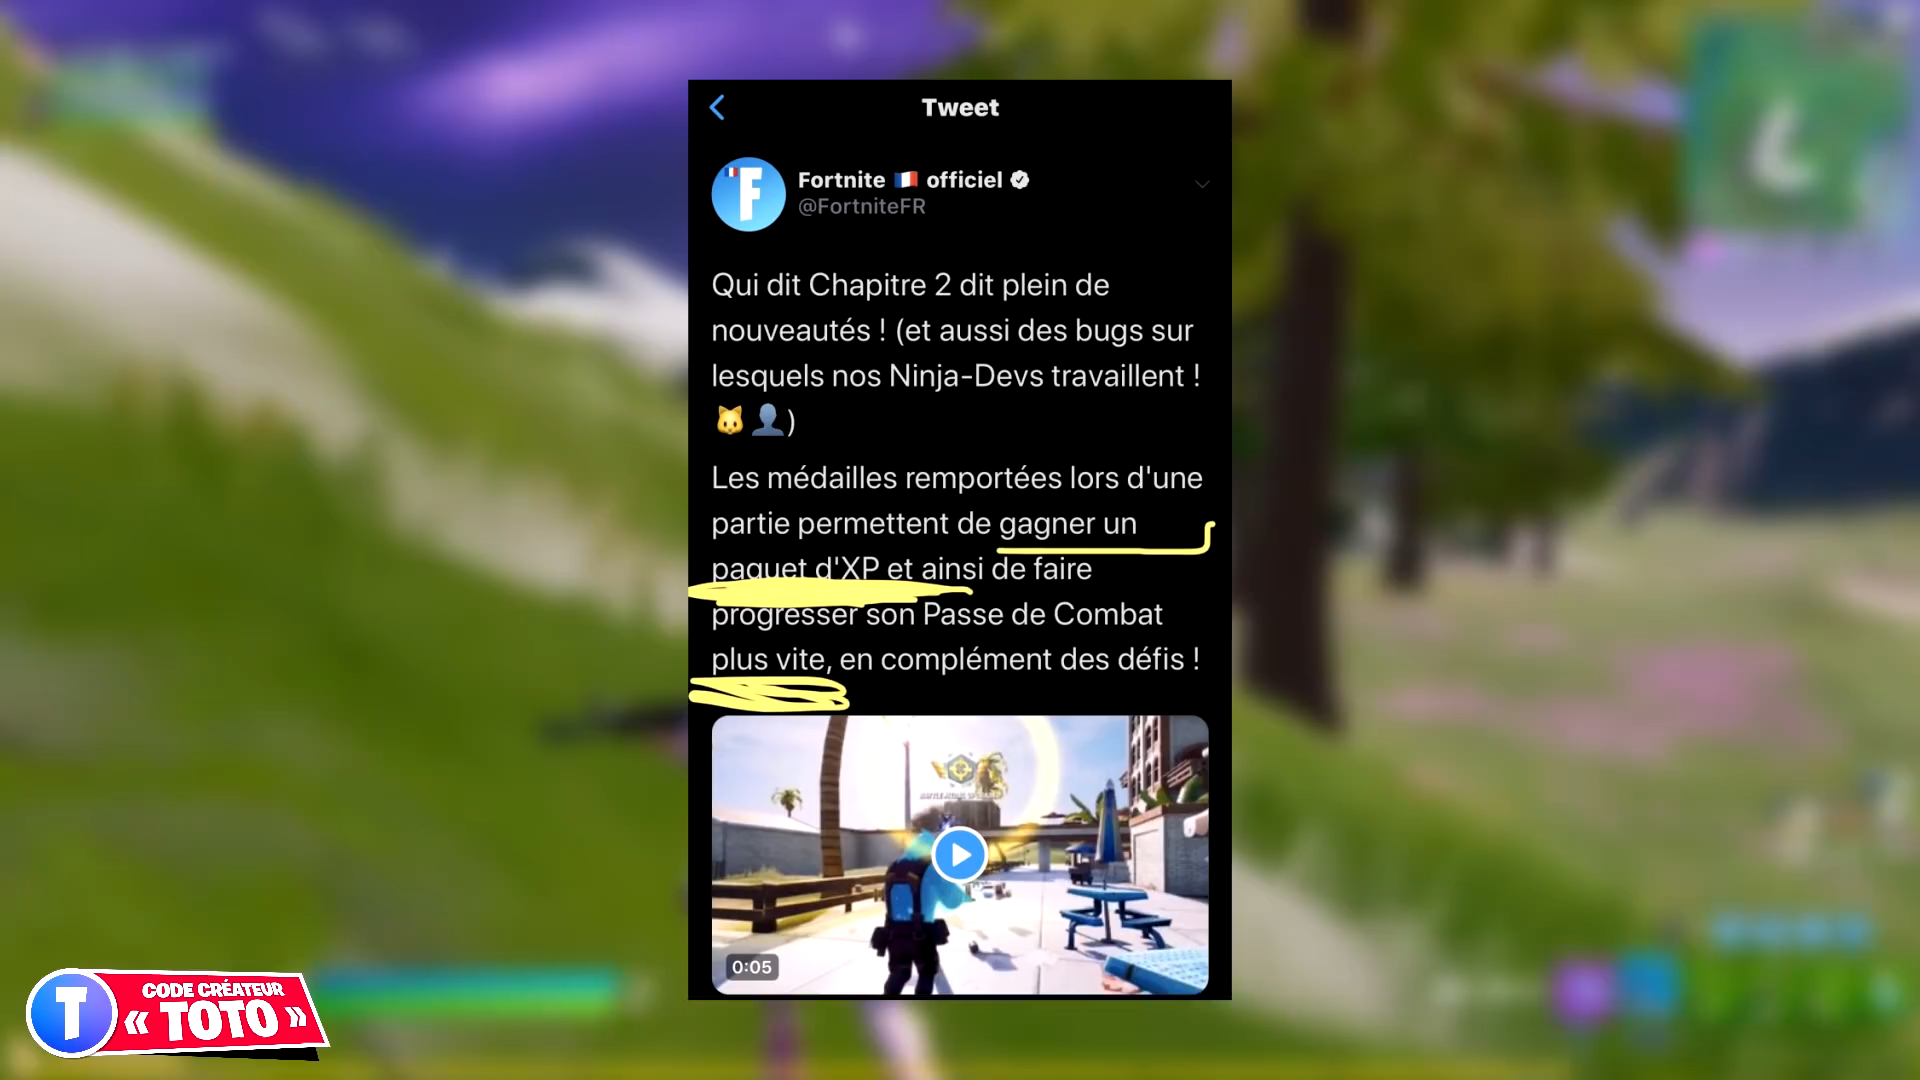 Tweet
Fortnite 🇫🇷 officiel
@FortniteFR
Qui dit Chapitre 2 dit plein de
nouveautés ! (et aussi des bugs sur
lesquels nos Ninja-Devs travaillent !
🐱👤)
Les médailles remportées lors d'une
partie permettent de gagner un
paquet d'XP et ainsi de faire
progresser son Passe de Combat
plus vite, en complément des défis !
0:05
T
CODE CRÉATEUR
« TOTO »